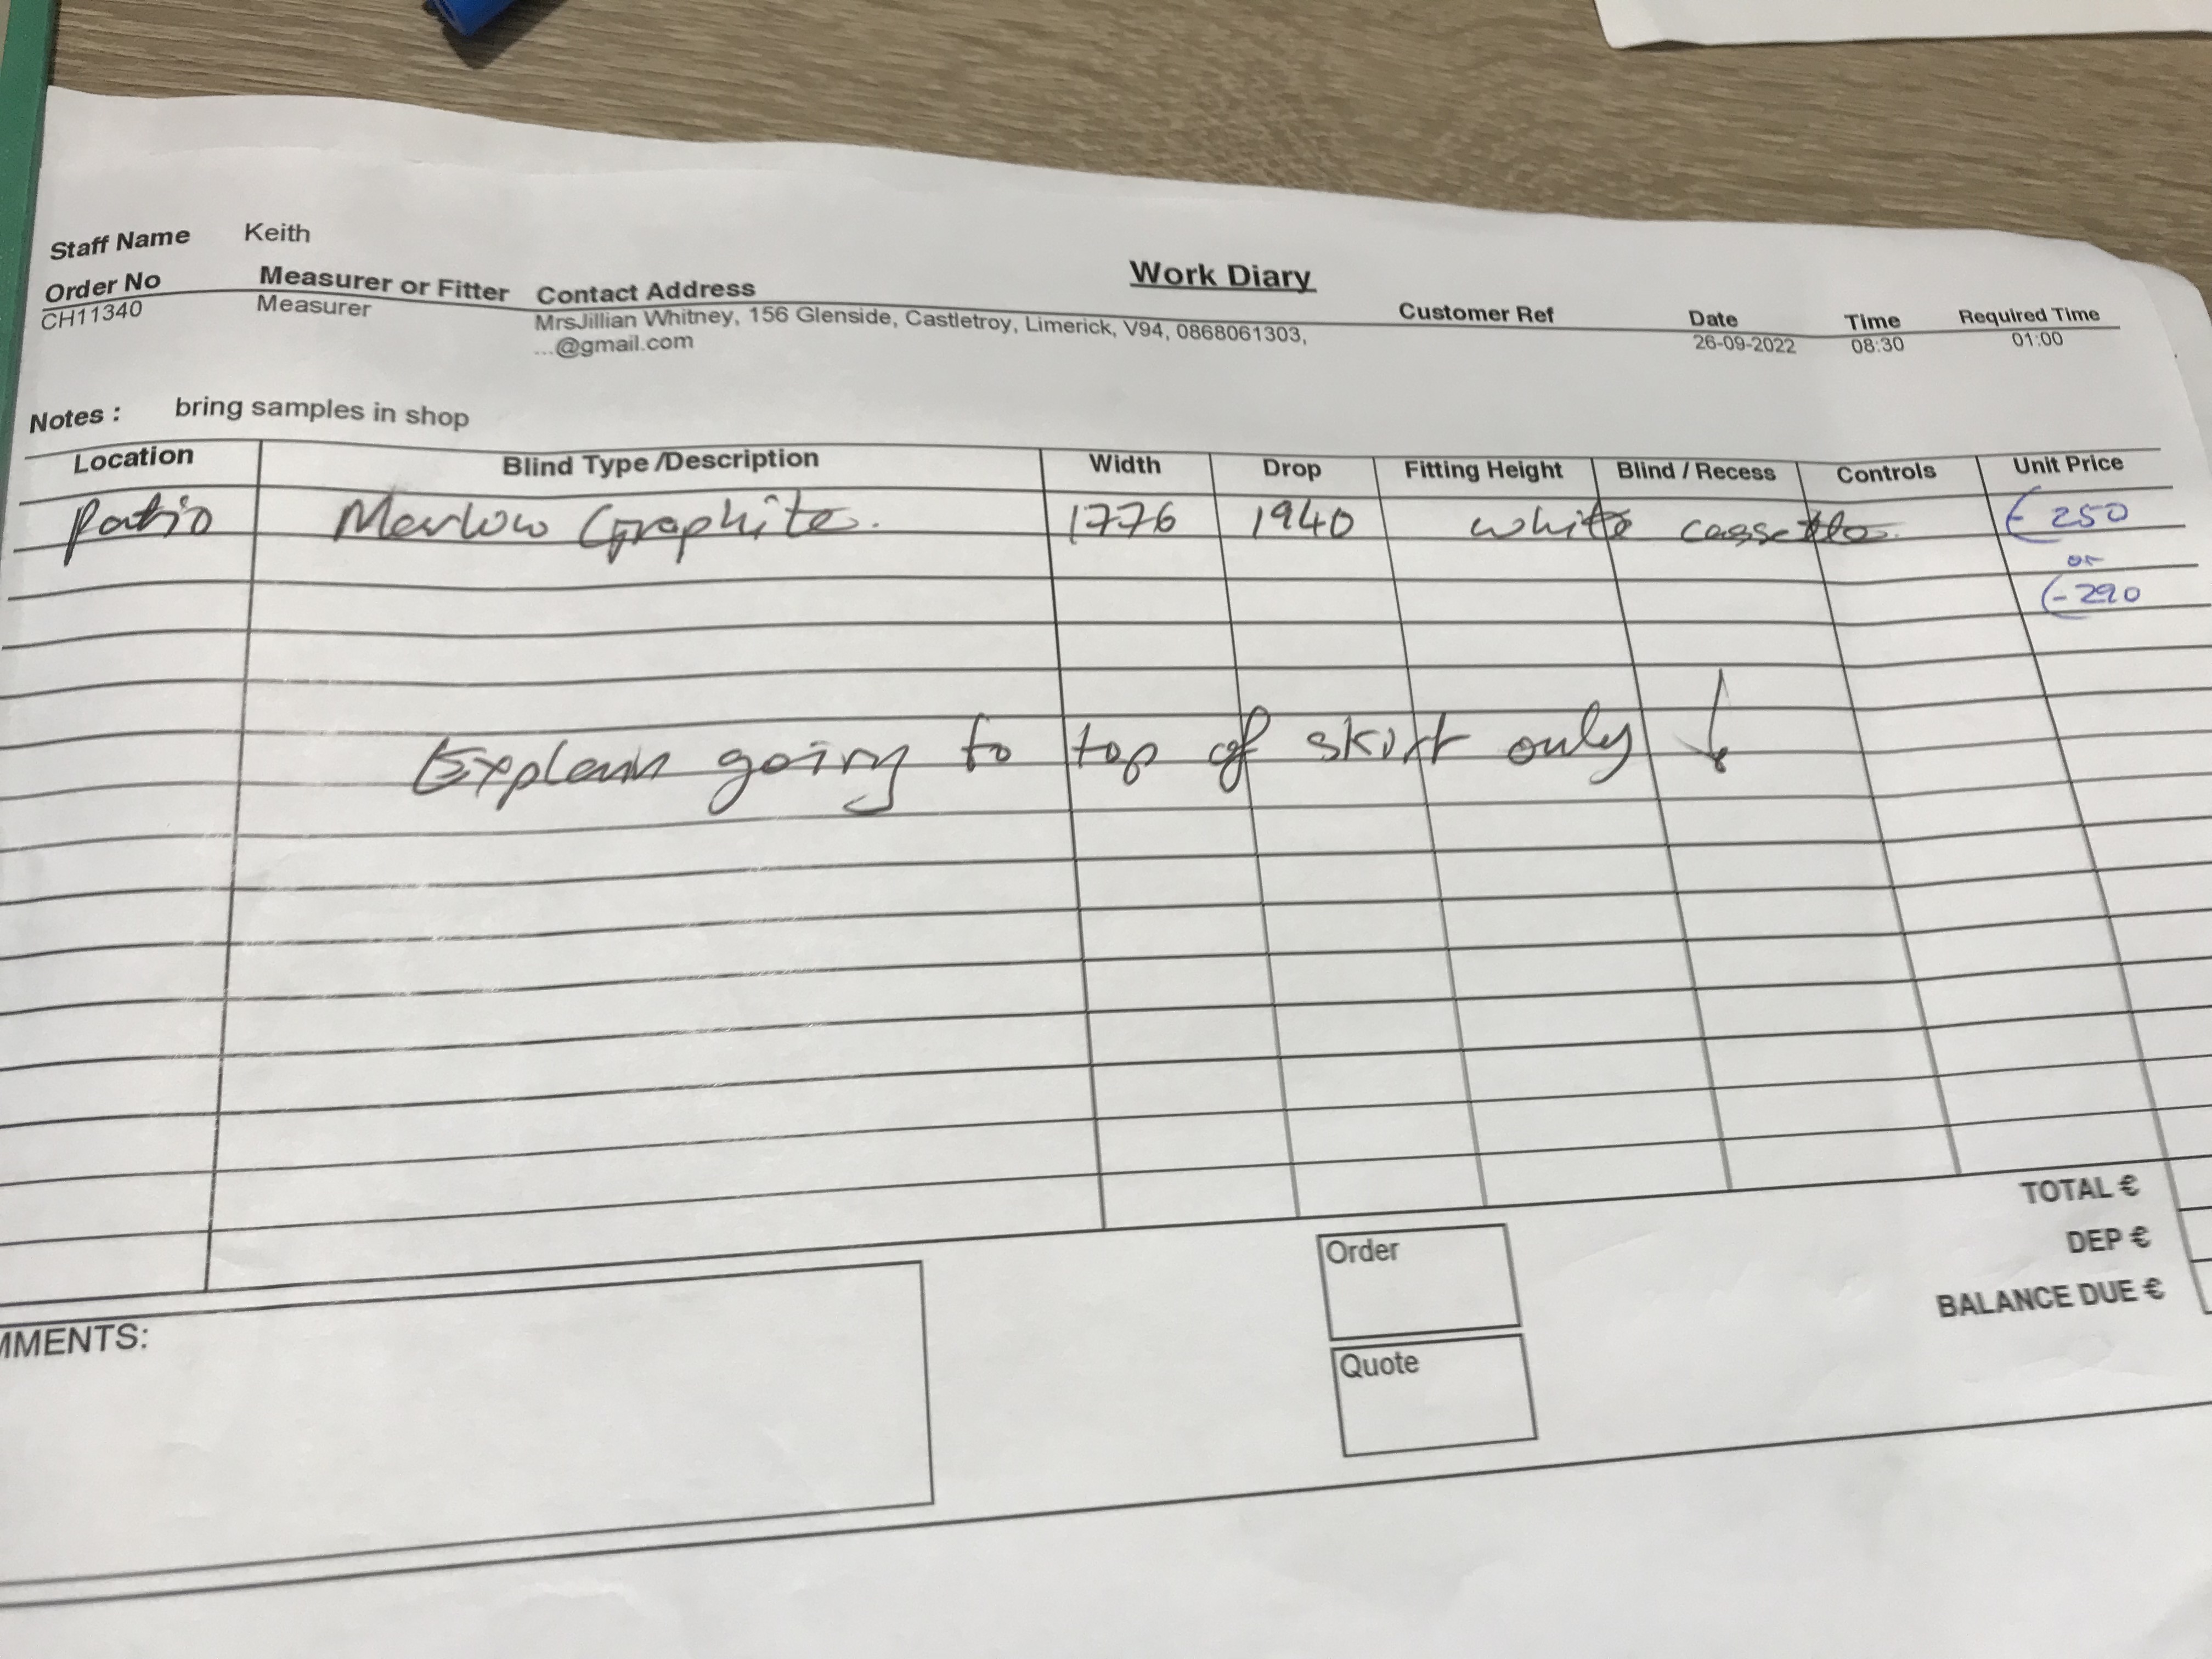 Staff Name Keith
Work Diary
Order No Measurer or Fitter Contact Address Customer Ref Date Time Required Time
CH11340 Measurer MrsJillian Whitney, 156 Glenside, Castletroy, Limerick, V94, 0868061303, 26-09-2022 08:30 01:00
...@gmail.com
Notes : bring samples in shop
Location Blind Type /Description Width Drop Fitting Height Blind / Recess Controls Unit Price
Patio Marlow Graphite. 1776 1940 white cassette. € 250
or
€ 290
Explain going to top of skirt only
TOTAL €
Order
DEP €
BALANCE DUE €
MMENTS:
Quote